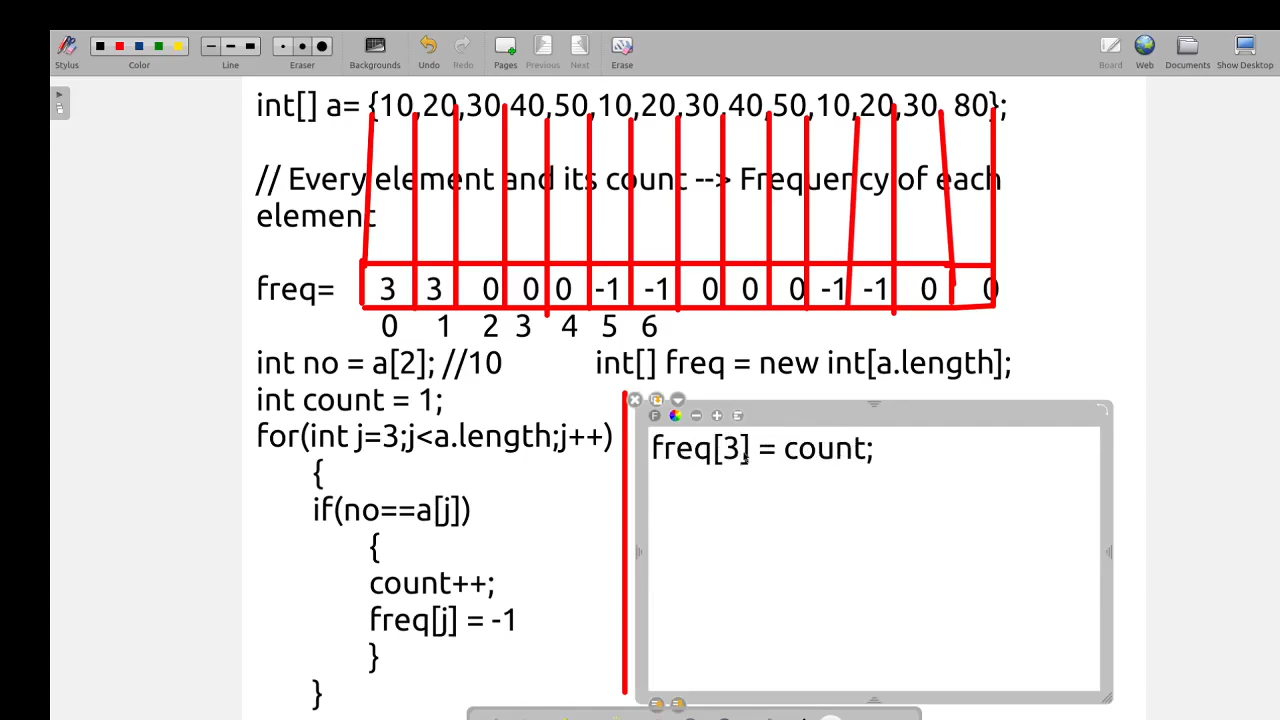 Stylus Color Line Eraser Backgrounds Undo Redo Pages Previous Next Erase Board Web Documents Show Desktop
int[] a= {10,20,30,40,50,10,20,30,40,50,10,20,30, 80};
// Every element and its count --> Frequency of each
element
freq= 3 3 0 0 0 -1 -1 0 0 0 -1 -1 0 0
0 1 2 3 4 5 6
int no = a[2]; //10 int[] freq = new int[a.length];
int count = 1;
for(int j=3;j<a.length;j++)
freq[3] = count;
{
if(no==a[j])
{
count++;
freq[j] = -1
}
}